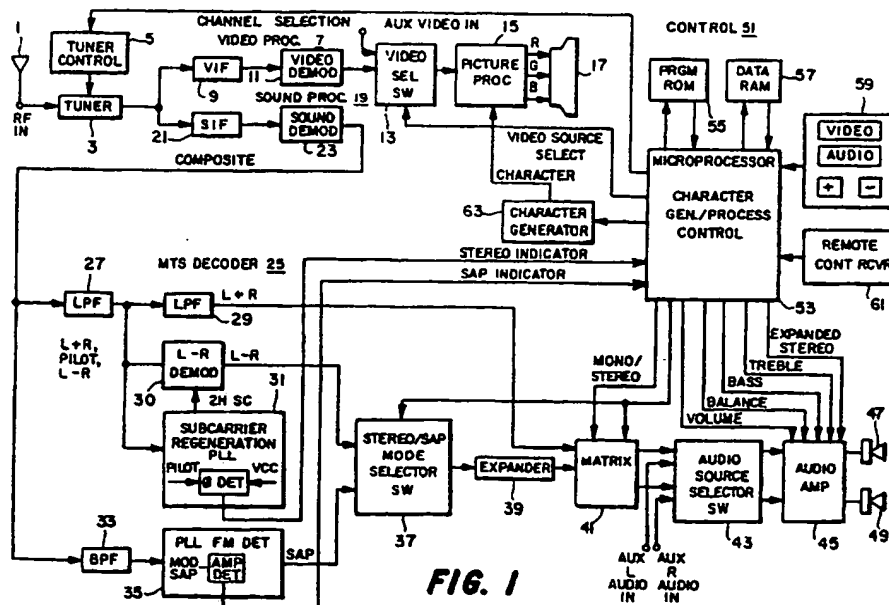 1
RF
IN
TUNER
CONTROL
5
TUNER
3
CHANNEL SELECTION
VIDEO PROC. 7
VIF
9
11
VIDEO
DEMOD
SOUND PROC. 19
21
SIF
SOUND
DEMOD
23
COMPOSITE
AUX VIDEO IN
VIDEO
SEL
SW
13
15
PICTURE
PROC
R
G
B
17
VIDEO SOURCE
SELECT
CHARACTER
63
CHARACTER
GENERATOR
CONTROL 51
PRGM
ROM
55
DATA
RAM
57
59
VIDEO
AUDIO
+
-
MICROPROCESSOR
CHARACTER
GEN./PROCESS
CONTROL
53
REMOTE
CONT RCVR
61
STEREO INDICATOR
SAP INDICATOR
MTS DECODER 25
27
LPF
LPF
29
L+R
L+R,
PILOT,
L-R
L-R
DEMOD
30
L-R
2H SC
31
SUBCARRIER
REGENERATION
PLL
PILOT
Φ DET
VCC
33
BPF
PLL FM DET
MOD
SAP
AMP
DET
35
SAP
STEREO/SAP
MODE
SELECTOR
SW
37
EXPANDER
39
MONO/
STEREO
MATRIX
41
VOLUME
BALANCE
BASS
TREBLE
EXPANDED
STEREO
AUDIO
SOURCE
SELECTOR
SW
43
AUDIO
AMP
45
47
49
AUX
L
AUDIO
IN
AUX
R
AUDIO
IN
FIG. 1